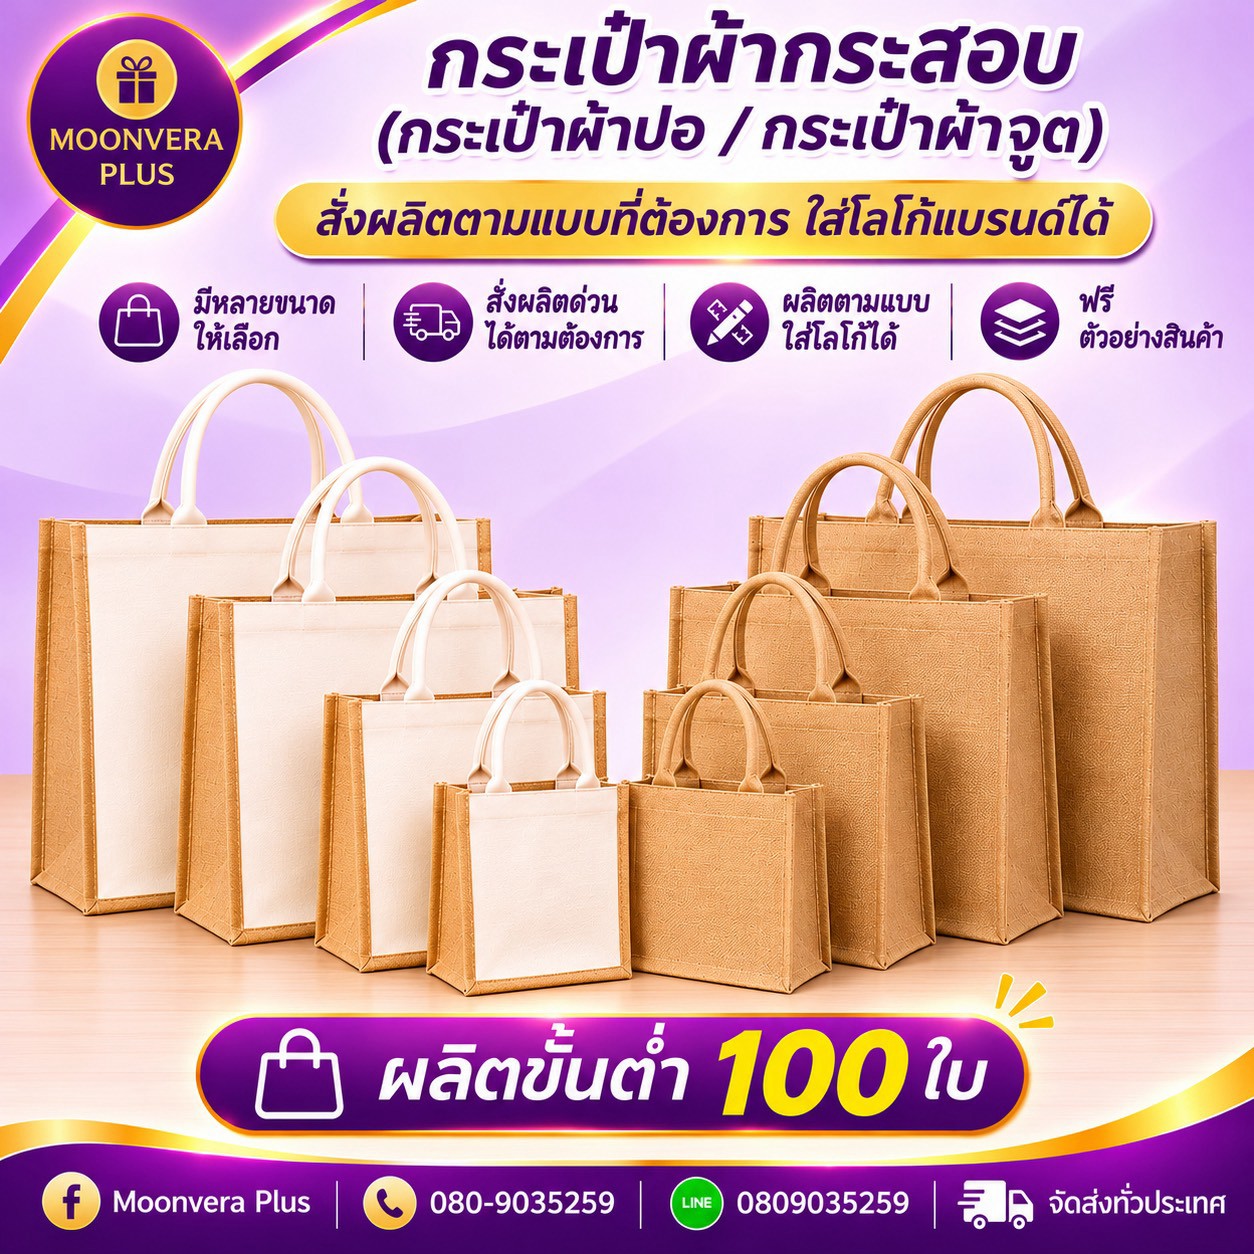 MOONVERA
PLUS
กระเป๋าผ้ากระสอบ
(กระเป๋าผ้าปอ / กระเป๋าผ้าจูต)
สั่งผลิตตามแบบที่ต้องการ ใส่โลโก้แบรนด์ได้
มีหลายขนาด
ให้เลือก
สั่งผลิตด่วน
ได้ตามต้องการ
ผลิตตามแบบ
ใส่โลโก้ได้
ฟรี
ตัวอย่างสินค้า
ผลิตขั้นต่ำ 100 ใบ
Moonvera Plus
080-9035259
LINE
0809035259
จัดส่งทั่วประเทศ